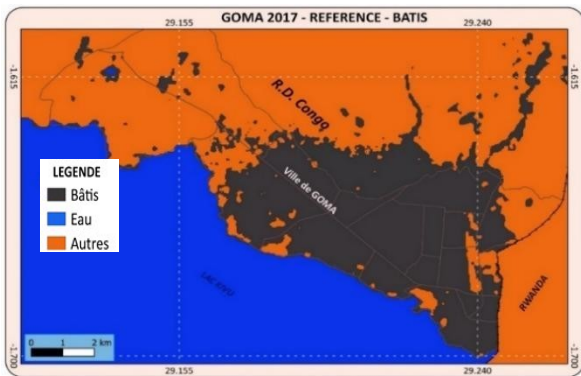 GOMA 2017 - REFERENCE - BATIS
29.155
29.240
-1.615
-1.615
R.D. Congo
LEGENDE
Bâtis
Eau
Autres
Ville de GOMA
LAC KIVU
RWANDA
0 1 2 km
-1.700
-1.700
29.155
29.240